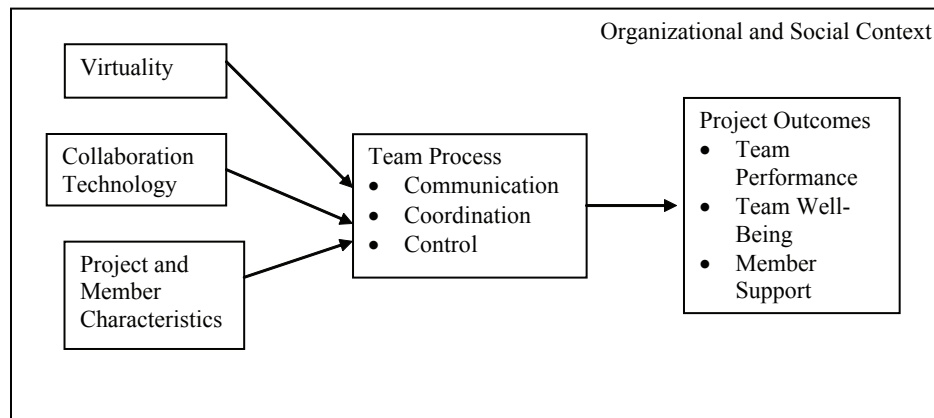 Organizational and Social Context
Virtuality
Collaboration
Technology
Project and
Member
Characteristics
Team Process
• Communication
• Coordination
• Control
Project Outcomes
• Team
Performance
• Team Well-
Being
• Member
Support